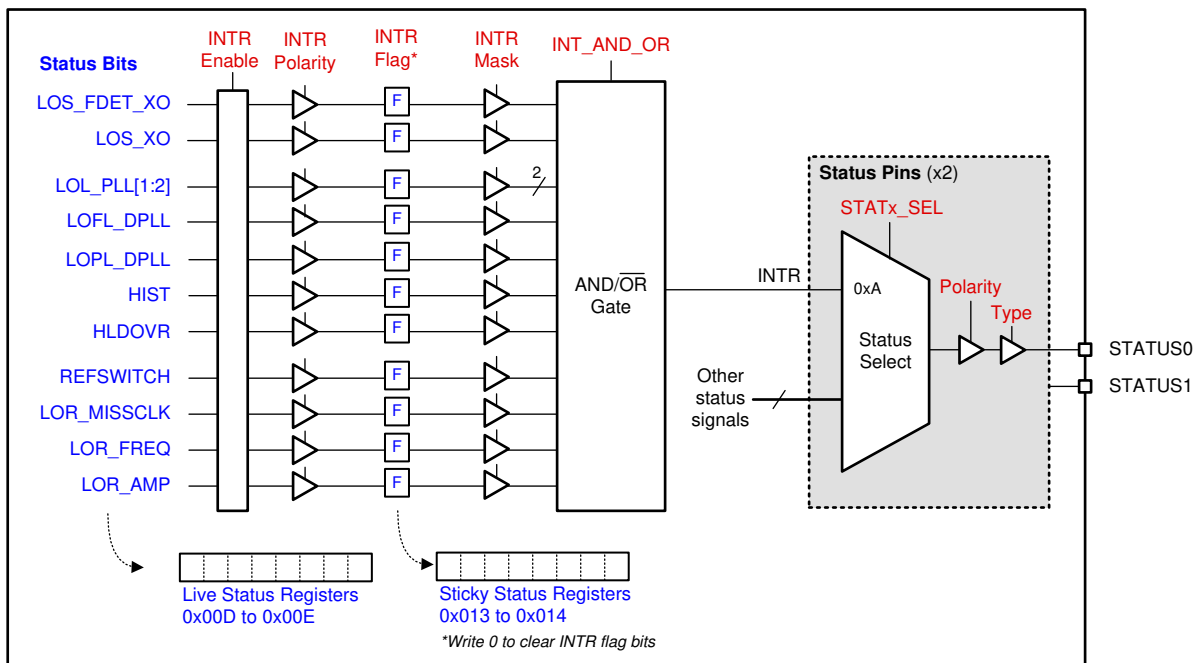 Status Bits
INTR
Enable
INTR
Polarity
INTR
Flag*
INTR
Mask
INT_AND_OR
LOS_FDET_XO
F
LOS_XO
F
LOL_PLL[1:2]
F
2
LOFL_DPLL
F
LOPL_DPLL
F
HIST
F
HLDOVR
F
REFSWITCH
F
LOR_MISSCLK
F
LOR_FREQ
F
LOR_AMP
F
AND/OR
Gate
INTR
Status Pins (x2)
STATx_SEL
0xA
Status
Select
Polarity
Type
Other
status
signals
STATUS0
STATUS1
Live Status Registers
0x00D to 0x00E
Sticky Status Registers
0x013 to 0x014
*Write 0 to clear INTR flag bits